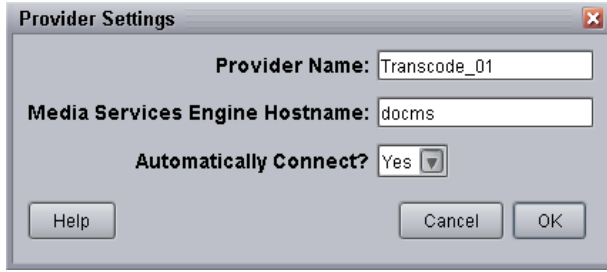 Provider Settings
Provider Name: Transcode_01
Media Services Engine Hostname: docms
Automatically Connect? Yes
Help Cancel OK